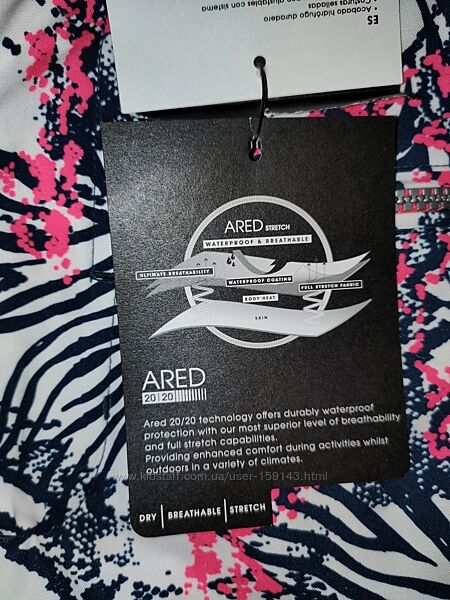 ES
• Acabado hidrófugo duradero
• Costuras selladas
ajustables con sistema
ARED STRETCH
WATERPROOF & BREATHABLE
ULTIMATE BREATHABILITY
WATERPROOF COATING
FULL STRETCH FABRIC
BODY HEAT
SKIN
ARED
20|20
Ared 20/20 technology offers durably waterproof
protection with our most superior level of breathability
and full stretch capabilities.
Providing enhanced comfort during activities whilst
outdoors in a variety of climates.
www.kidstaff.com.ua/user-159143.html
DRY | BREATHABLE | STRETCH